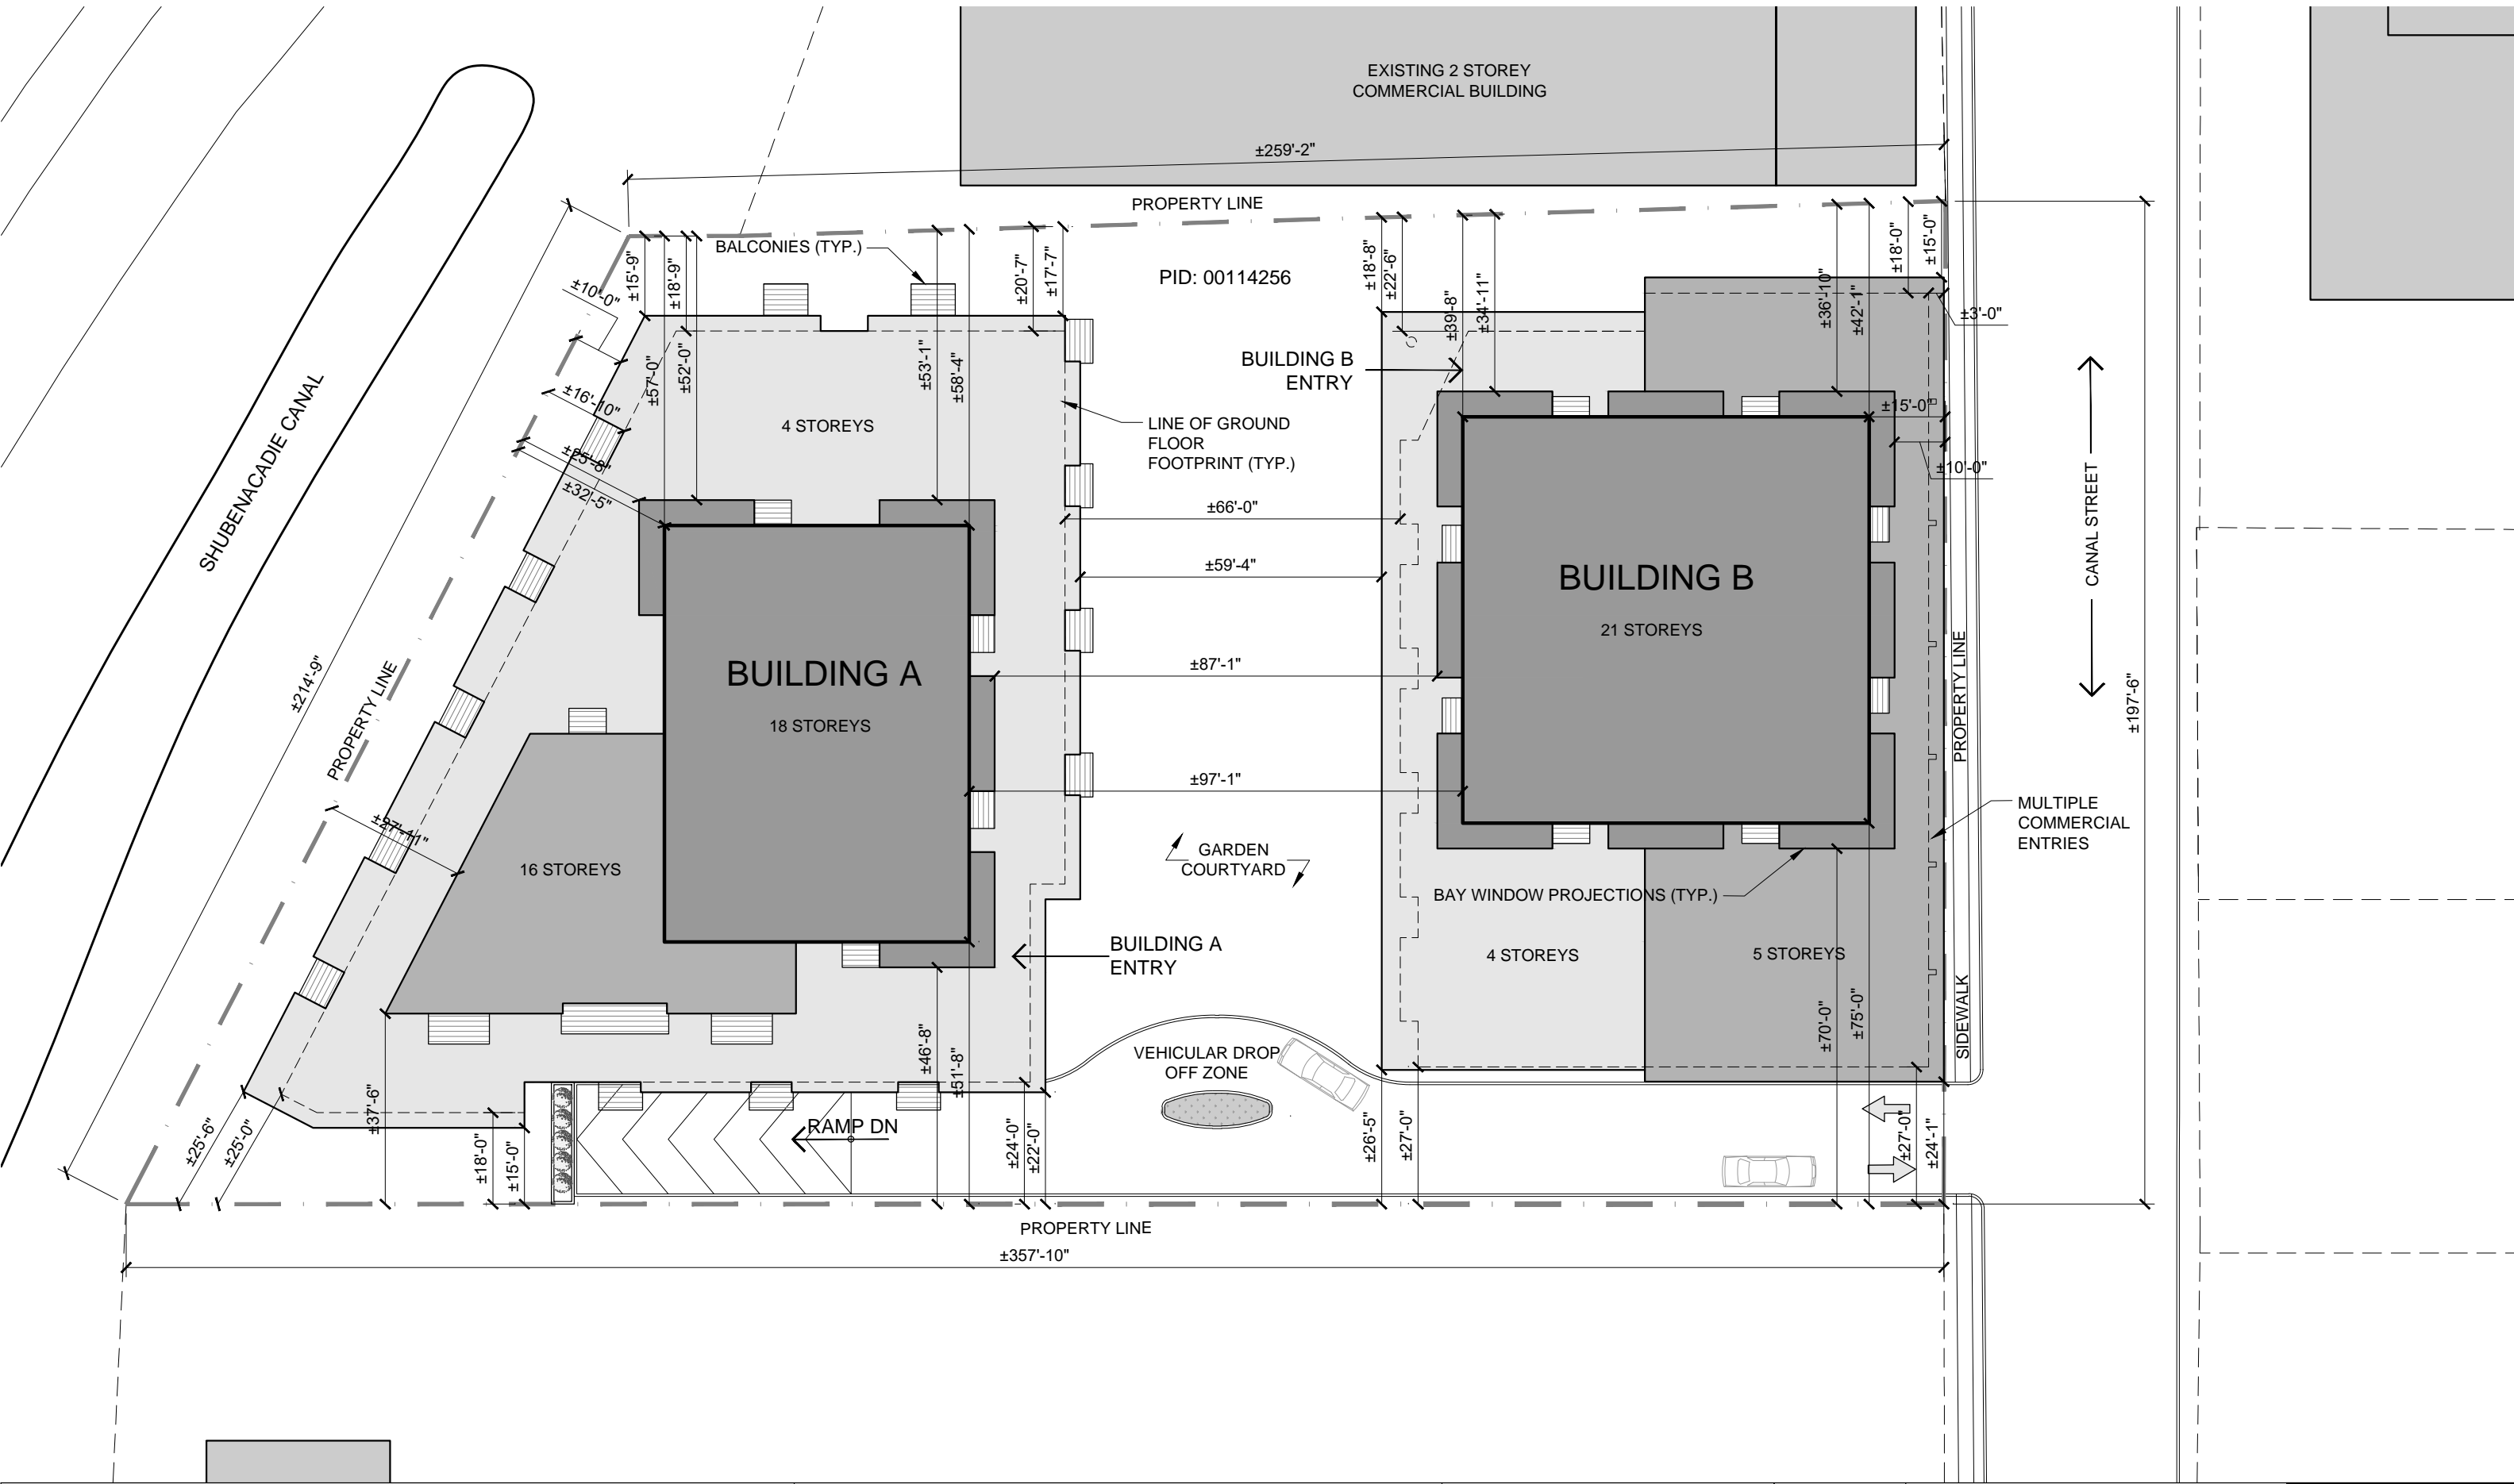 EXISTING 2 STOREY
COMMERCIAL BUILDING
±259'-2"
PROPERTY LINE
BALCONIES (TYP.)
PID: 00114256
±15'-9"
±18'-9"
±20'-7"
±17'-7"
±18'-8"
±22'-6"
±39'-8"
±34'-11"
±36'-10"
±42'-1"
±18'-0"
±15'-0"
±3'-0"
±10'-0"
±16'-10"
±25'-8"
±32'-5"
±57'-0"
±52'-0"
±53'-1"
±58'-4"
4 STOREYS
BUILDING B
ENTRY
LINE OF GROUND
FLOOR
FOOTPRINT (TYP.)
±15'-0"
±10'-0"
SHUBENACADIE CANAL
CANAL STREET
±66'-0"
±59'-4"
BUILDING B
21 STOREYS
±87'-1"
BUILDING A
18 STOREYS
±214'-9"
PROPERTY LINE
PROPERTY LINE
±197'-6"
±97'-1"
±27'-11"
16 STOREYS
GARDEN
COURTYARD
MULTIPLE
COMMERCIAL
ENTRIES
BAY WINDOW PROJECTIONS (TYP.)
BUILDING A
ENTRY
4 STOREYS
5 STOREYS
SIDEWALK
±46'-8"
±51'-8"
±70'-0"
±75'-0"
VEHICULAR DROP
OFF ZONE
±25'-6"
±25'-0"
±37'-6"
±18'-0"
±15'-0"
RAMP DN
±24'-0"
±22'-0"
±26'-5"
±27'-0"
±27'-0"
±24'-1"
PROPERTY LINE
±357'-10"